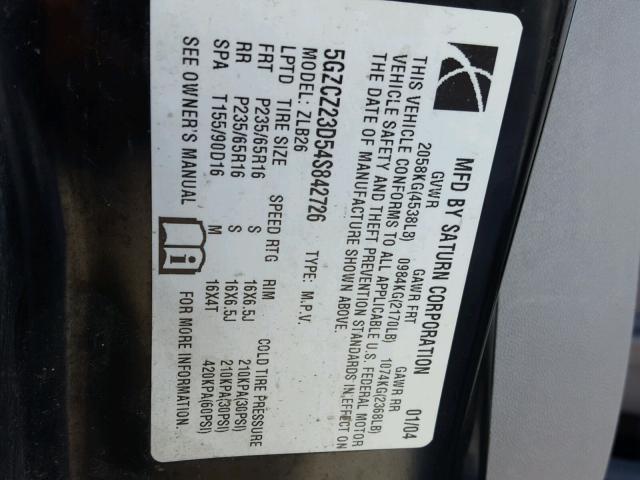 MFD BY SATURN CORPORATION 01/04
GVWR GAWR FRT GAWR RR
2058KG(4538LB) 0984KG(2170LB) 1074KG(2368LB)
THIS VEHICLE CONFORMS TO ALL APPLICABLE U.S. FEDERAL MOTOR
VEHICLE SAFETY AND THEFT PREVENTION STANDARDS IN EFFECT ON
THE DATE OF MANUFACTURE SHOWN ABOVE.
5GZCZ23D54S842726 TYPE: M.P.V.
MODEL: ZLB26
LPTD TIRE SIZE SPEED RTG RIM COLD TIRE PRESSURE
FRT P235/65R16 S 16X6.5J 210KPA(30PSI)
RR P235/65R16 S 16X6.5J 210KPA(30PSI)
SPA T155/90D16 M 16X4T 420KPA(60PSI)
SEE OWNER'S MANUAL i FOR MORE INFORMATION.